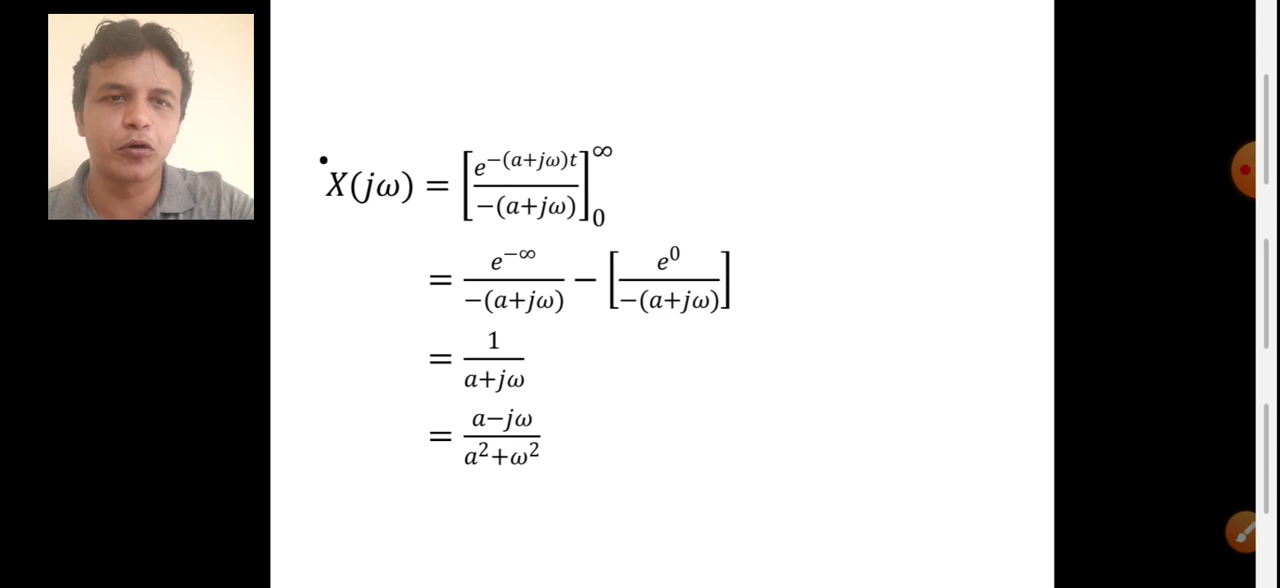 • X(jω) = [e^{-(a+jω)t} / -(a+jω)]_0^∞
= e^{-∞} / -(a+jω) - [e^0 / -(a+jω)]
= 1 / a+jω
= a-jω / a^2+ω^2